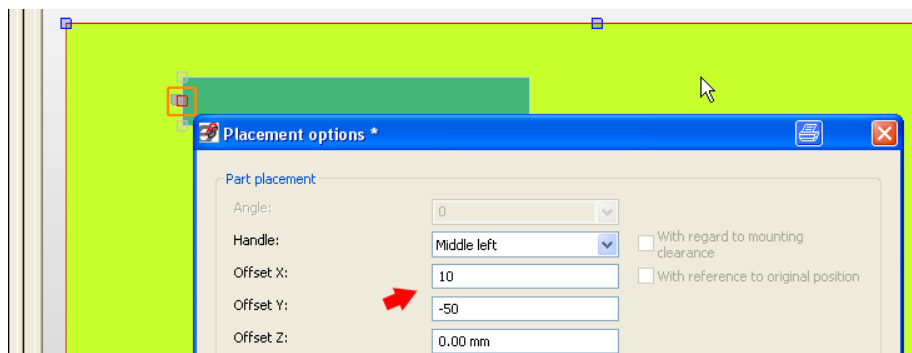 Placement options *
Part placement
Angle: 0
Handle: Middle left With regard to mounting
clearance
Offset X: 10 With reference to original position
Offset Y: -50
Offset Z: 0.00 mm